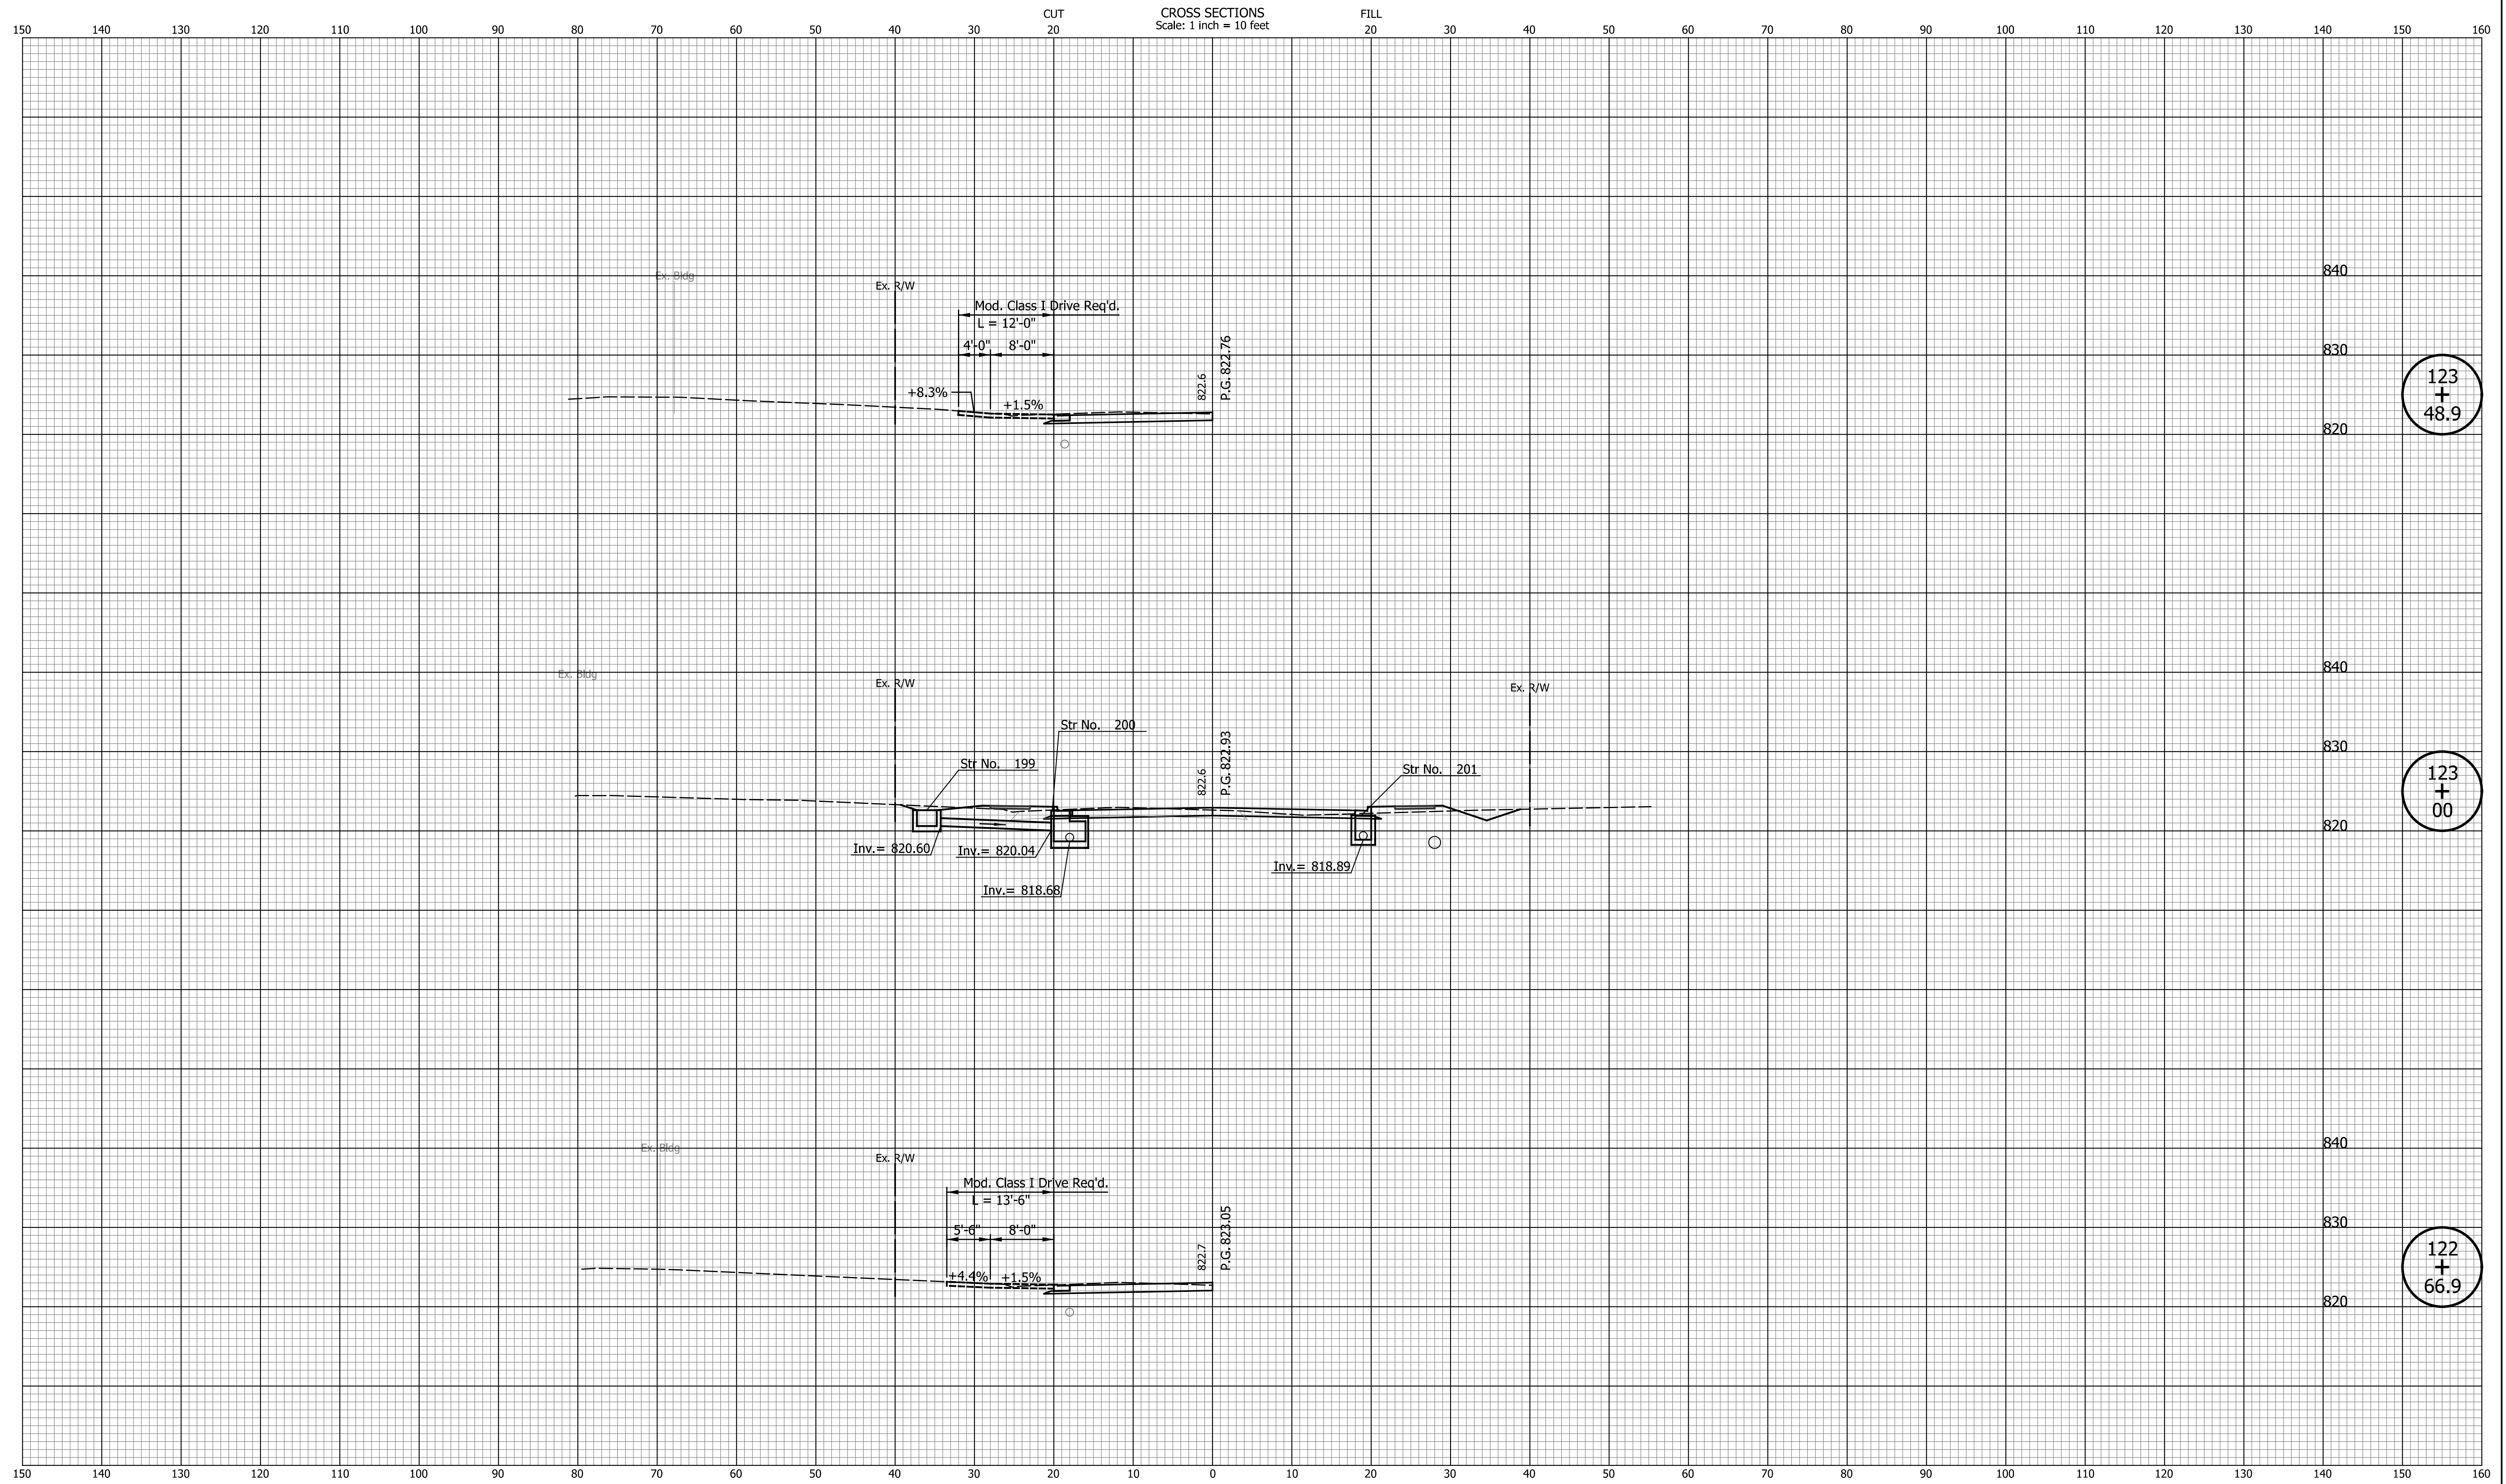 CUT CROSS SECTIONS FILL
Scale: 1 inch = 10 feet
150 140 130 120 110 100 90 80 70 60 50 40 30 20 20 30 40 50 60 70 80 90 100 110 120 130 140 150 160
Ex. Bldg
Ex. R/W
Mod. Class I Drive Req'd.
L = 12'-0"
4'-0" 8'-0"
+8.3%
+1.5%
822.6
P.G. 822.76
840
830
820
123
+
48.9
Ex. Bldg
Ex. R/W
Ex. R/W
Str No. 200
Str No. 199
Str No. 201
822.6
P.G. 822.93
Inv.= 820.60
Inv.= 820.04
Inv.= 818.68
Inv.= 818.89
840
830
820
123
+
00
Ex. Bldg
Ex. R/W
Mod. Class I Drive Req'd.
L = 13'-6"
5'-6" 8'-0"
+4.4%
+1.5%
822.7
P.G. 823.05
840
830
820
122
+
66.9
150 140 130 120 110 100 90 80 70 60 50 40 30 20 10 0 10 20 30 40 50 60 70 80 90 100 110 120 130 140 150 160